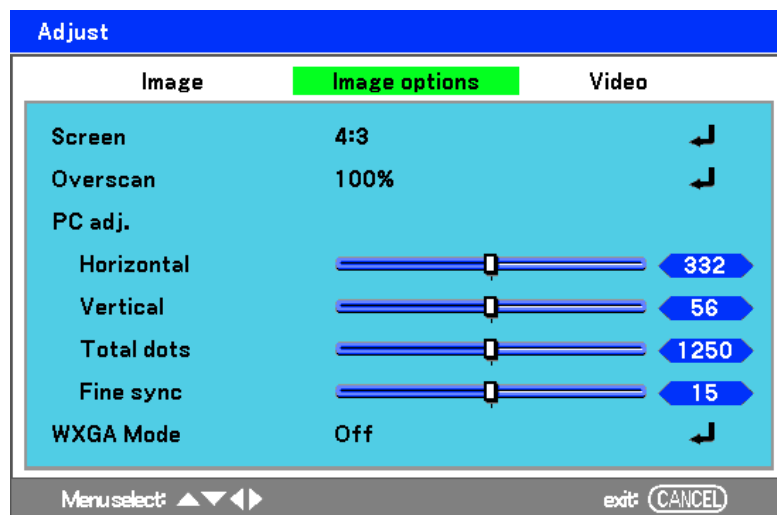 Adjust
Image Image options Video
Screen 4:3
Overscan 100%
PC adj.
Horizontal 332
Vertical 56
Total dots 1250
Fine sync 15
WXGA Mode Off
Menu select: exit: CANCEL